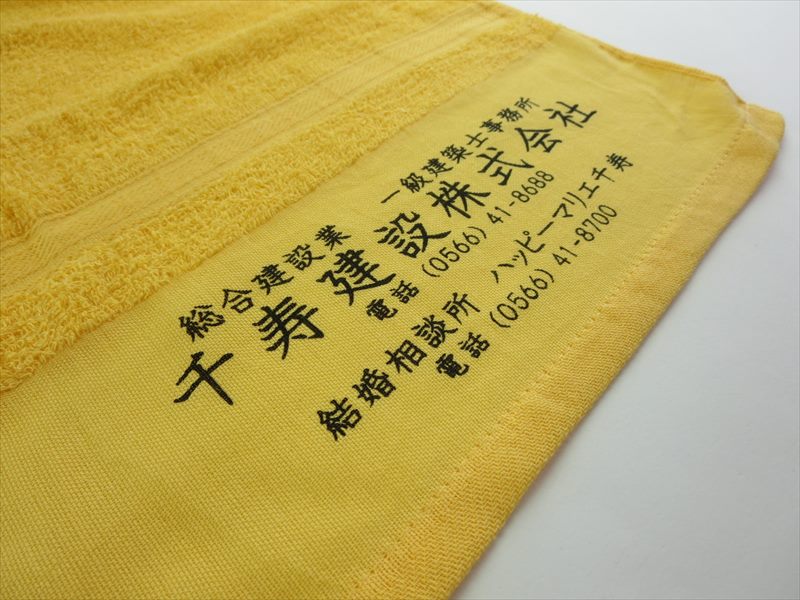 総合建設業 一級建築士事務所
千寿建設株式会社
電話 (0566) 41-8688
結婚相談所 ハッピーマリエ千寿
電話 (0566) 41-8700